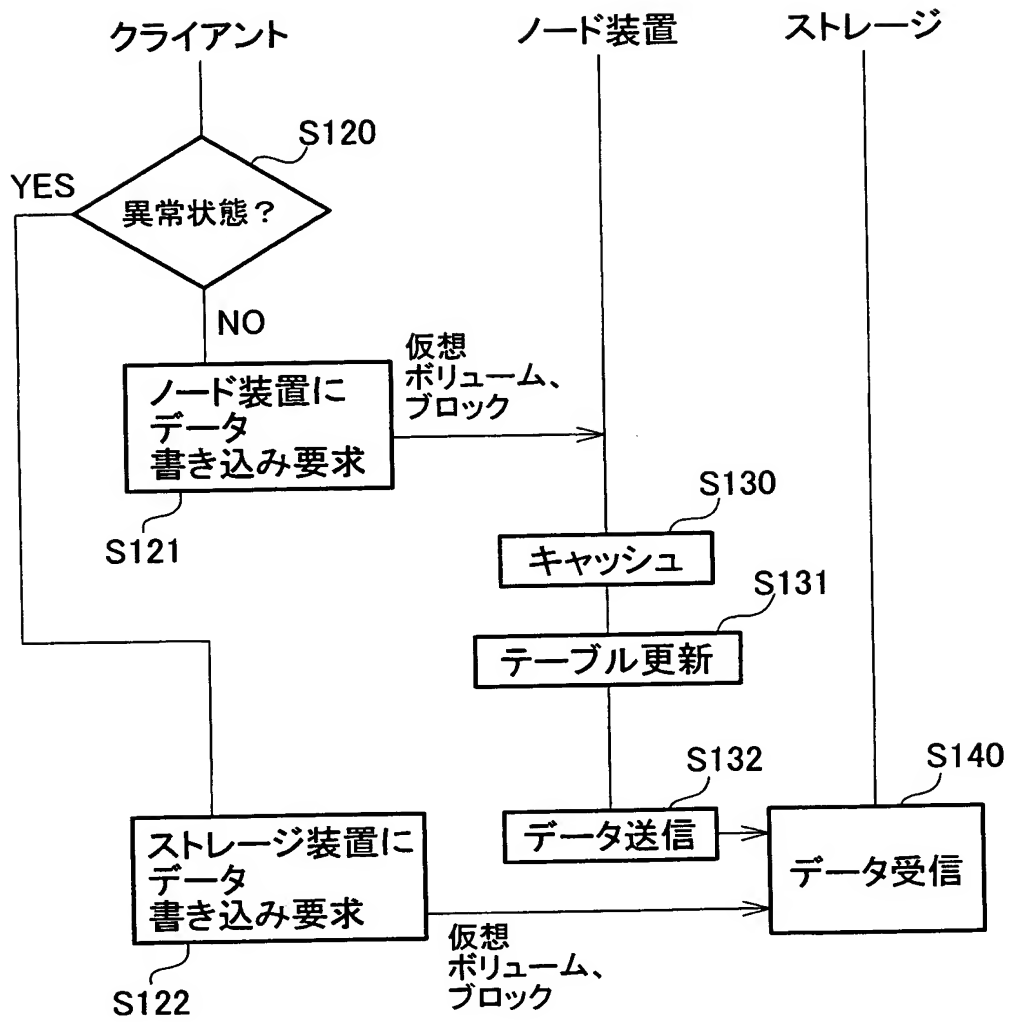 クライアント
ノード装置
ストレージ
S120
YES
異常状態?
NO
仮想
ボリューム、
ブロック
ノード装置に
データ
書き込み要求
S121
S130
キャッシュ
S131
テーブル更新
S132
データ送信
S140
データ受信
ストレージ装置に
データ
書き込み要求
仮想
ボリューム、
ブロック
S122